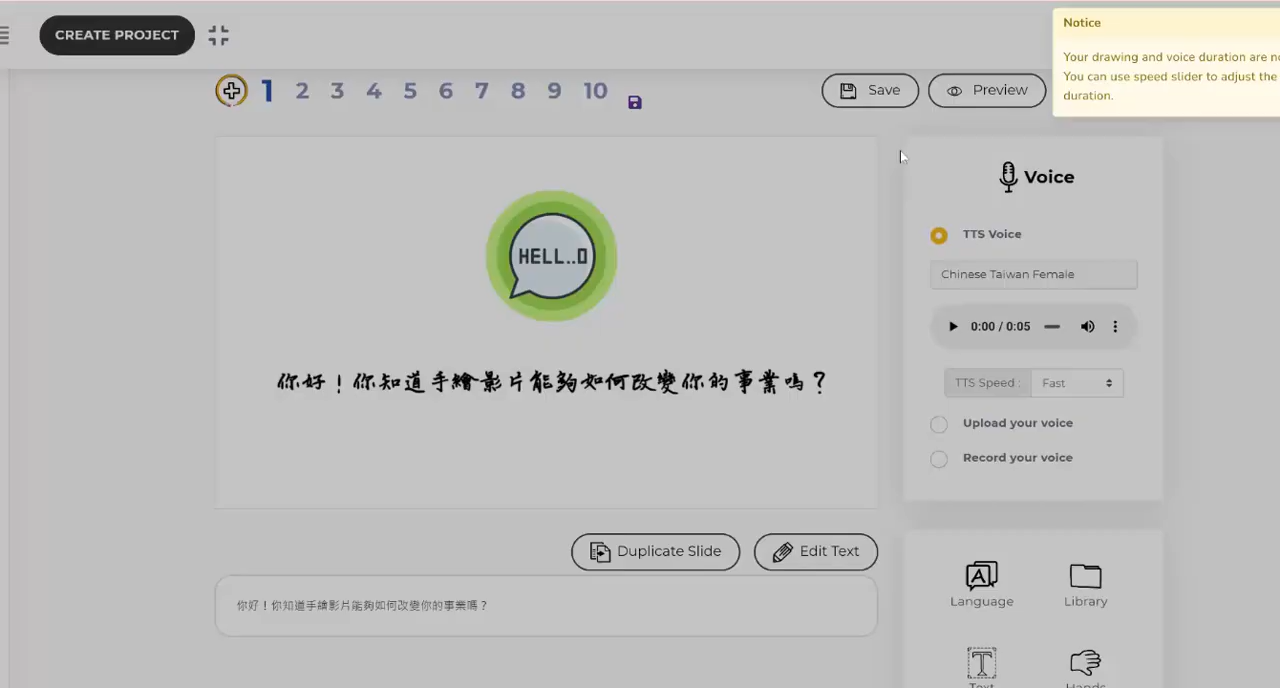 CREATE PROJECT
Notice
Your drawing and voice duration are
You can use speed slider to adjust the
duration.
1 2 3 4 5 6 7 8 9 10
Save
Preview
HELL..O
你好！你知道手繪影片能夠如何改變你的事業嗎？
Voice
TTS Voice
Chinese Taiwan Female
0:00 / 0:05
TTS Speed :
Fast
Upload your voice
Record your voice
Duplicate Slide
Edit Text
你好！你知道手繪影片能夠如何改變你的事業嗎？
Language
Library
Text
Hands